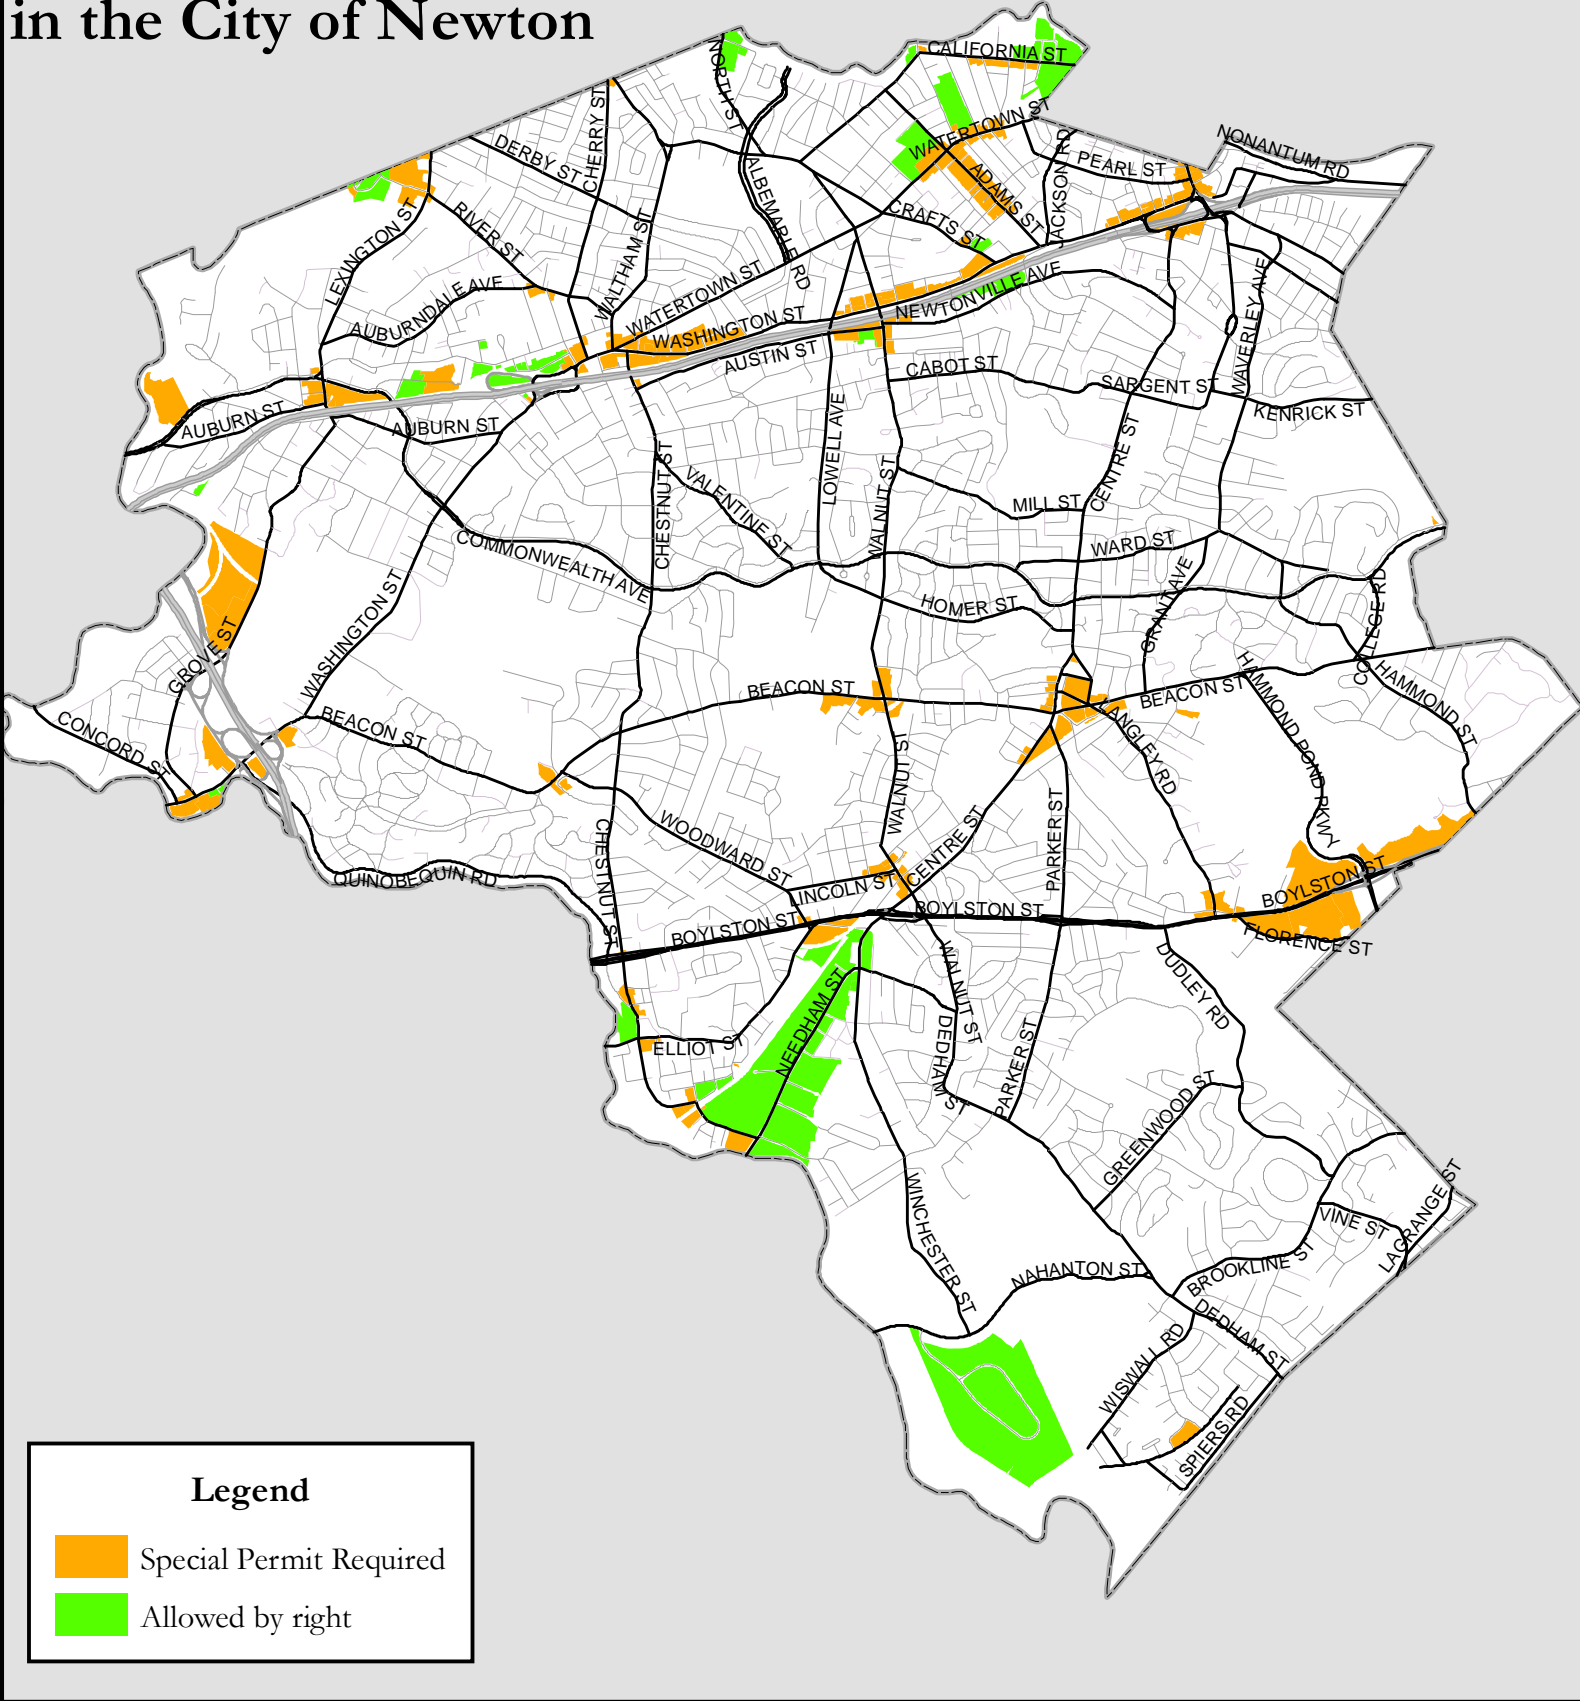 in the City of Newton
CALIFORNIA ST
NORTH ST
WATERTOWN ST
NONANTUM RD
CHERRY ST
DERBY ST
PEARL ST
JACKSON RD
ADAMS ST
ALBEMARLE RD
CRAFTS ST
LEXINGTON ST
RIVER ST
WALTHAM ST
WATERTOWN ST
AUBURNDALE AVE
NEWTONVILLE AVE
WAVERLEY AVE
WASHINGTON ST
AUSTIN ST
CABOT ST
SARGENT ST
KENRICK ST
AUBURN ST
AUBURN ST
LOWELL AVE
CENTRE ST
CHESTNUT ST
VALENTINE ST
WALNUT ST
MILL ST
WARD ST
COMMONWEALTH AVE
HOMER ST
GRANT AVE
COLLEGE RD
WASHINGTON ST
GROVE ST
BEACON ST
BEACON ST
HAMMOND ST
HAMMOND POND PKWY
CONCORD ST
BEACON ST
LANGLEY RD
WALNUT ST
PARKER ST
CENTRE ST
WOODWARD ST
CHESTNUT ST
QUINOBEQUIN RD
LINCOLN ST
BOYLSTON ST
BOYLSTON ST
BOYLSTON ST
FLORENCE ST
WALNUT ST
DUDLEY RD
NEEDHAM ST
ELLIOT ST
DEDHAM ST
PARKER ST
GREENWOOD ST
WINCHESTER ST
VINE ST
LAGRANGE ST
NAHANTON ST
BROOKLINE ST
DEDHAM ST
WISWALL RD
SPIERS RD
Legend
Special Permit Required
Allowed by right